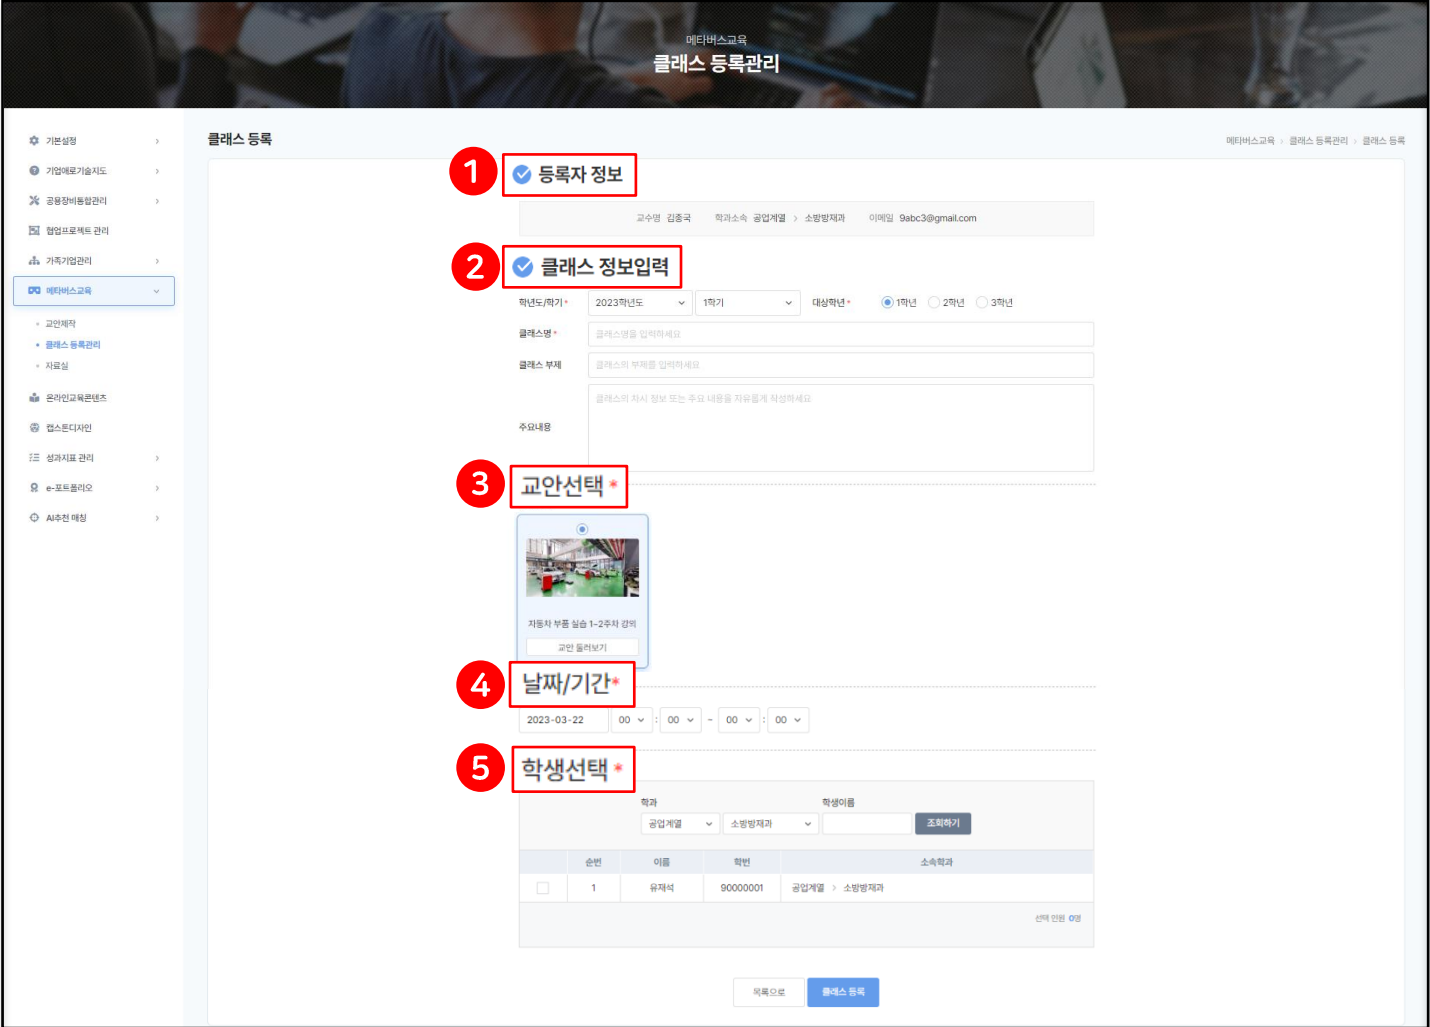 메타버스교육
클래스 등록관리
기본설정
기업애로기술지도
공용장비통합관리
협업프로젝트 관리
가족기업관리
메타버스교육
교안제작
클래스 등록관리
자료실
온라인교육콘텐츠
캡스톤디자인
성과지표 관리
e-포트폴리오
AI추천 매칭
클래스 등록
메타버스교육 > 클래스 등록관리 > 클래스 등록
1 등록자 정보
교수명 김종국 학과소속 공업계열 > 소방방재과 이메일 9abc3@gmail.com
2 클래스 정보입력
학년도/학기* 2023학년도 1학기 대상학년* 1학년 2학년 3학년
클래스명* 클래스명을 입력하세요
클래스 부제 클래스의 부제를 입력하세요
주요내용 클래스의 차시 정보 또는 주요 내용을 자유롭게 작성하세요
3 교안선택*
자동차 부품 실습 1~2주차 강의
교안 둘러보기
4 날짜/기간*
2023-03-22 00 : 00 ~ 00 : 00
5 학생선택*
학과 학생이름
공업계열 소방방재과 조회하기
순번 이름 학번 소속학과
1 유재석 90000001 공업계열 > 소방방재과
선택 인원 0명
목록으로 클래스 등록